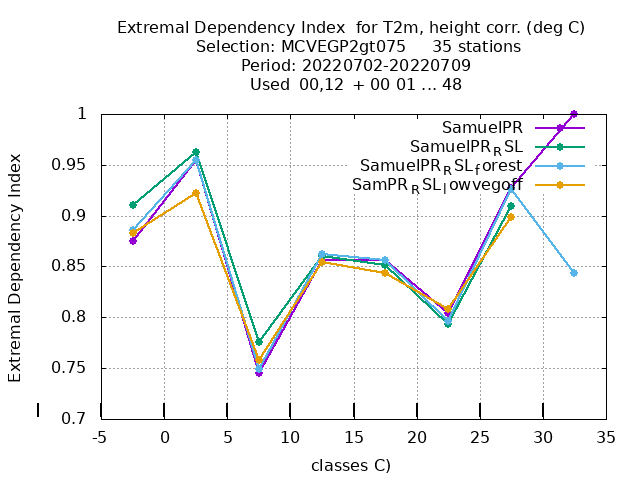 Extremal Dependency Index  for T2m, height corr. (deg C)
Selection: MCVEGP2gt075     35 stations
Period: 20220702-20220709
Used  00,12  + 00 01 ... 48
Extremal Dependency Index
1
0.95
0.9
0.85
0.8
0.75
0.7
SamuelPR
SamuelPR_RSL
SamuelPR_RSL_forest
SamPR_RSL_lowvegoff
-5
0
5
10
15
20
25
30
35
classes C)